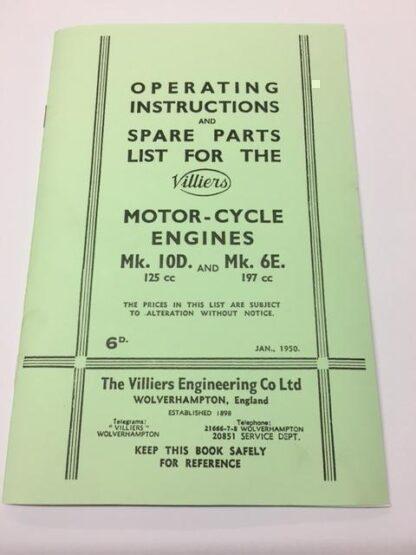 OPERATING
INSTRUCTIONS
AND
SPARE PARTS
LIST FOR THE
Villiers
MOTOR-CYCLE
ENGINES
Mk. 10D. AND Mk. 6E.
125 cc 197 cc
THE PRICES IN THIS LIST ARE SUBJECT
TO ALTERATION WITHOUT NOTICE.
6D.
JAN., 1950.
The Villiers Engineering Co Ltd
WOLVERHAMPTON, England
ESTABLISHED 1898
Telegrams:
"VILLIERS"
WOLVERHAMPTON
Telephone:
21666-7-8 WOLVERHAMPTON
20851 SERVICE DEPT.
KEEP THIS BOOK SAFELY
FOR REFERENCE